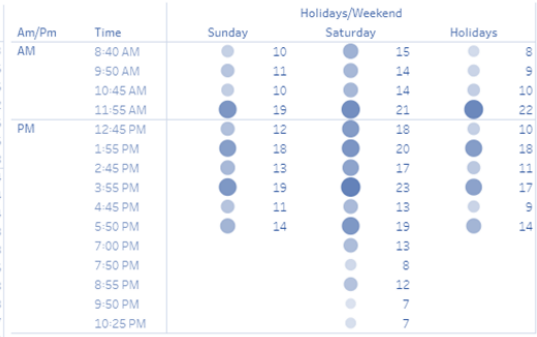 Holidays/Weekend
Am/Pm Time Sunday Saturday Holidays
AM 8:40 AM 10 15 8
9:50 AM 11 14 9
10:45 AM 10 14 10
11:55 AM 19 21 22
PM 12:45 PM 12 18 10
1:55 PM 18 20 18
2:45 PM 13 17 11
3:55 PM 19 23 17
4:45 PM 11 13 9
5:50 PM 14 19 14
7:00 PM 13
7:50 PM 8
8:55 PM 12
9:50 PM 7
10:25 PM 7